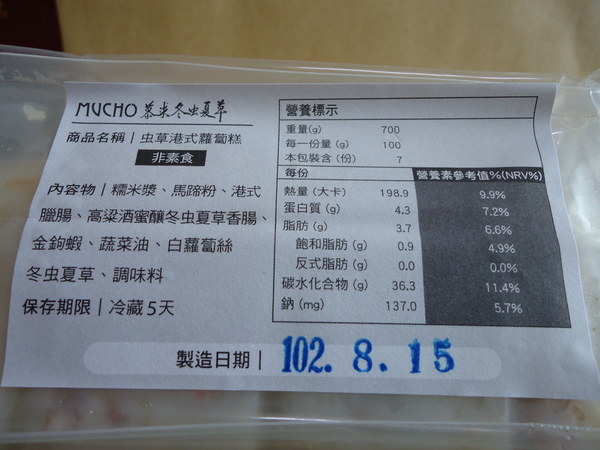 MUCHO 慕求冬虫夏草
商品名稱｜虫草港式蘿蔔糕
非素食
內容物｜糯米漿、馬蹄粉、港式
臘腸、高粱酒蜜釀冬虫夏草香腸、
金鉤蝦、蔬菜油、白蘿蔔絲
冬虫夏草、調味料
保存期限｜冷藏5天
營養標示
重量(g) 700
每一份量 (g) 100
本包裝含 (份) 7
每份 營養素參考值%(NRV%)
熱量 (大卡) 198.9 9.9%
蛋白質 (g) 4.3 7.2%
脂肪 (g) 3.7 6.6%
飽和脂肪 (g) 0.9 4.9%
反式脂肪 (g) 0.0 0.0%
碳水化合物 (g) 36.3 11.4%
鈉 (mg) 137.0 5.7%
製造日期｜ 102. 8. 15